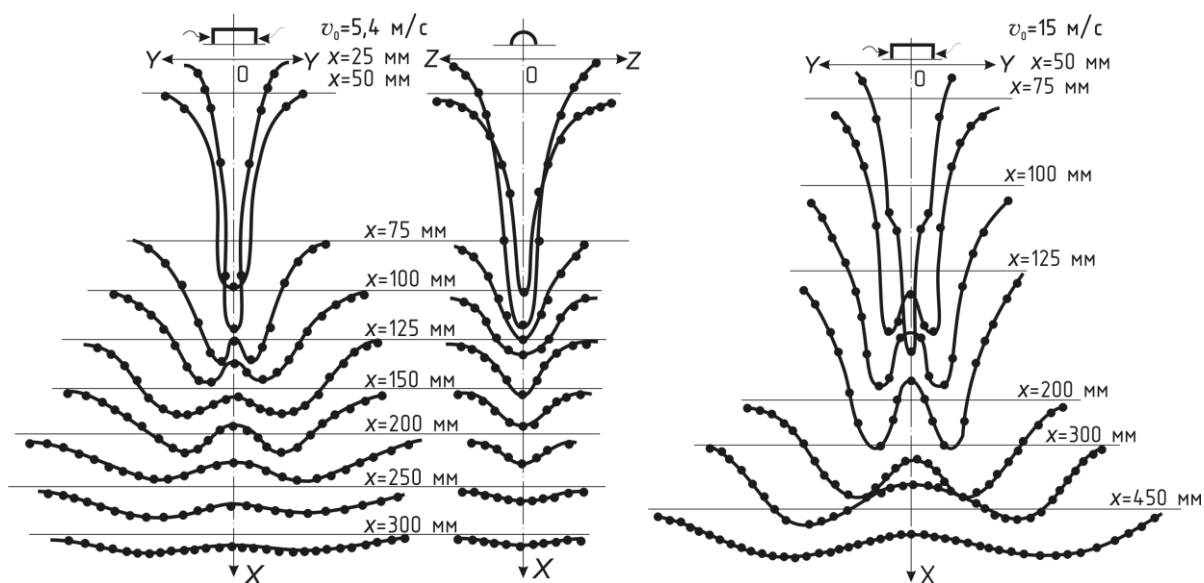 v₀=5,4 м/с
Y Y x=25 мм
0 x=50 мм
Z Z
0
x=75 мм
x=100 мм
x=125 мм
x=150 мм
x=200 мм
x=250 мм
x=300 мм
X X
v₀=15 м/с
Y Y x=50 мм
0 x=75 мм
x=100 мм
x=125 мм
x=200 мм
x=300 мм
x=450 мм
X